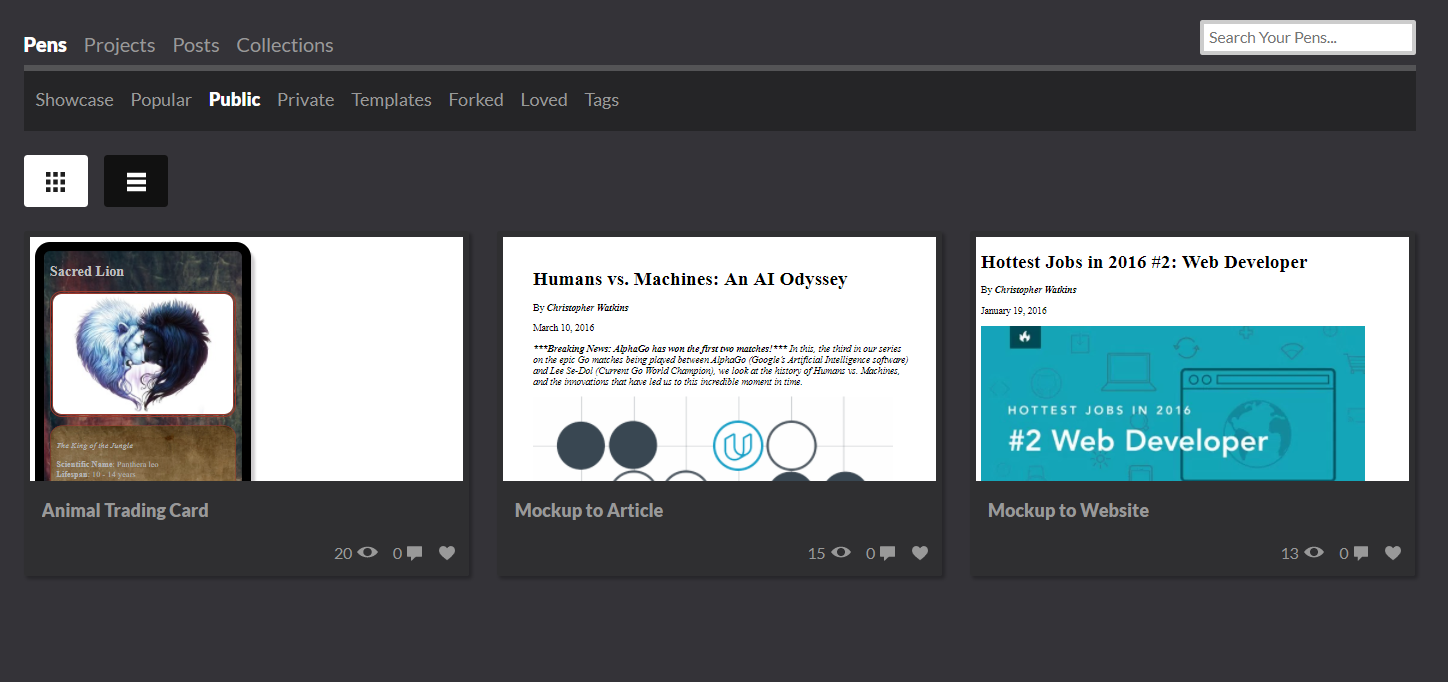 Pens Projects Posts Collections
Search Your Pens...
Showcase Popular Public Private Templates Forked Loved Tags
Sacred Lion
The King of the Jungle
Scientific Name: Panthera leo
Lifespan: 10 - 14 years
Animal Trading Card
20 0
Humans vs. Machines: An AI Odyssey
By Christopher Watkins
March 10, 2016
***Breaking News: AlphaGo has won the first two matches!*** In this, the third in our series
on the epic Go matches being played between AlphaGo (Google's Artificial Intelligence software)
and Lee Se-Dol (Current Go World Champion), we look at the history of Humans vs. Machines,
and the innovations that have led us to this incredible moment in time.
Mockup to Article
15 0
Hottest Jobs in 2016 #2: Web Developer
By Christopher Watkins
January 19, 2016
HOTTEST JOBS IN 2016
#2 Web Developer
Mockup to Website
13 0